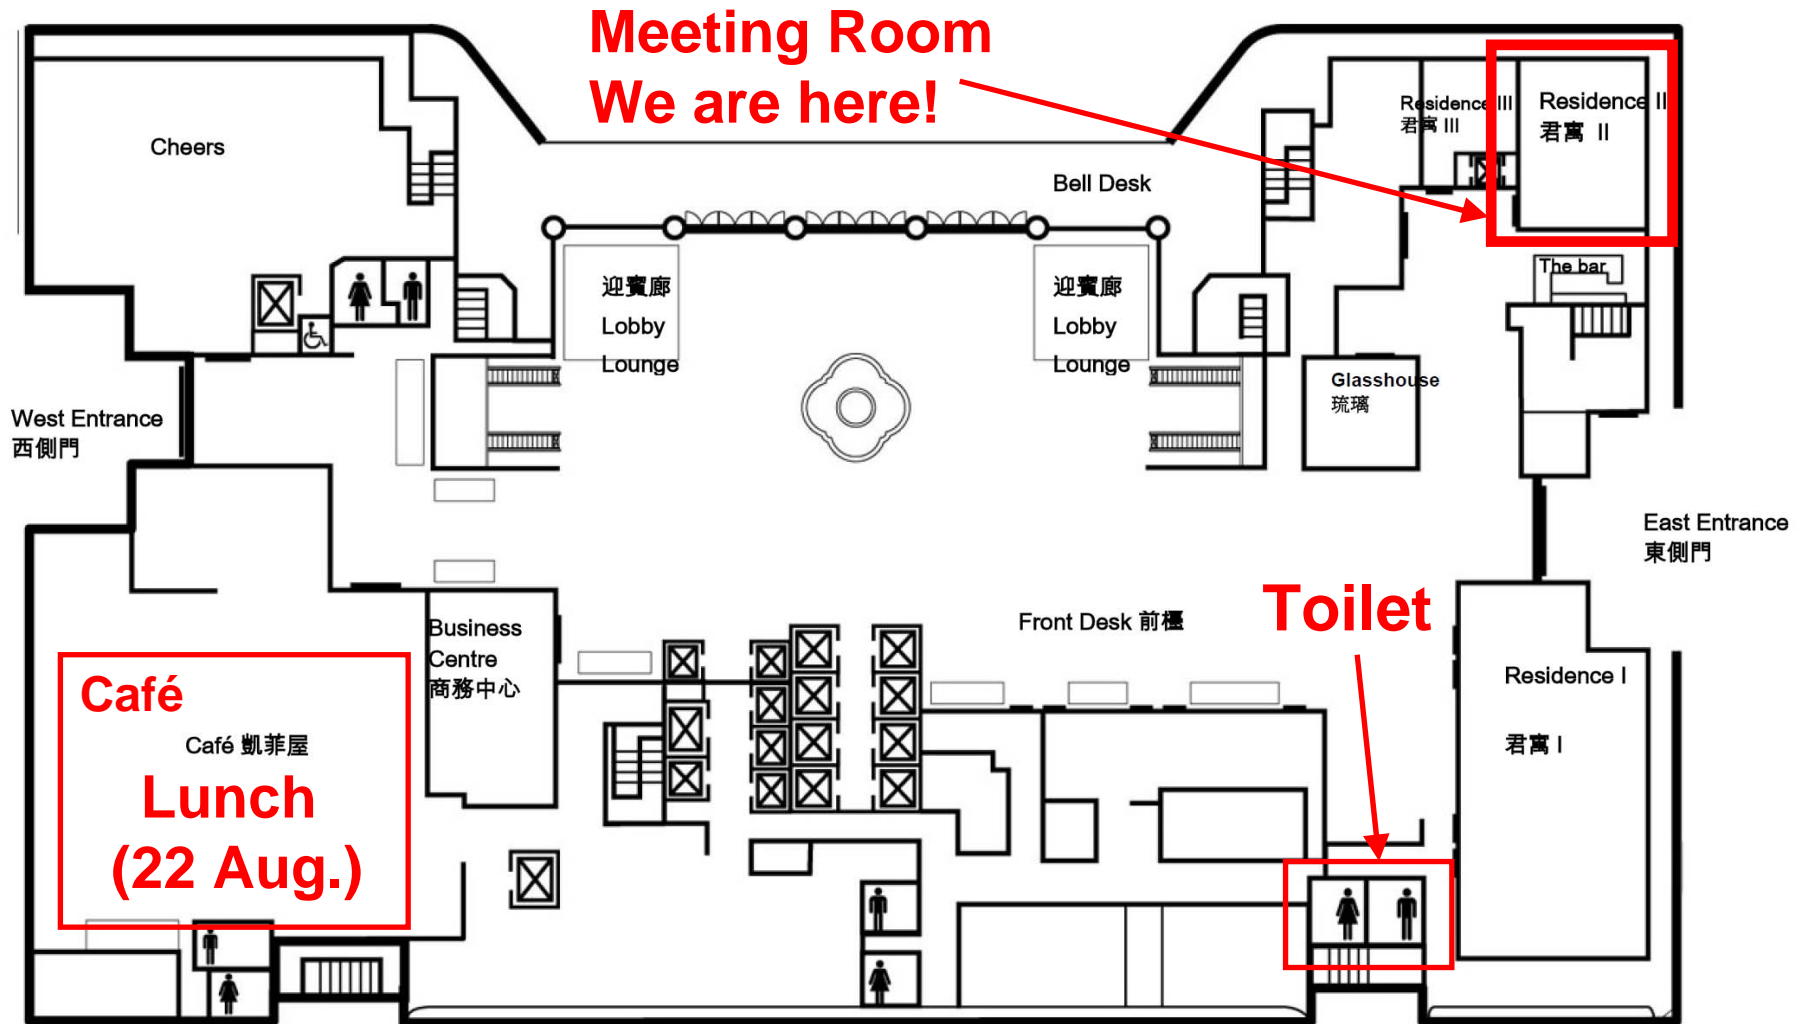 Meeting Room
We are here!
Cheers
Residence III
君寓 III
Residence II
君寓 II
Bell Desk
The bar
迎賓廊
Lobby
Lounge
迎賓廊
Lobby
Lounge
Glasshouse
琉璃
West Entrance
西側門
East Entrance
東側門
Toilet
Front Desk 前檯
Business
Centre
商務中心
Residence I
君寓 I
Café
Café 凱菲屋
Lunch
(22 Aug.)